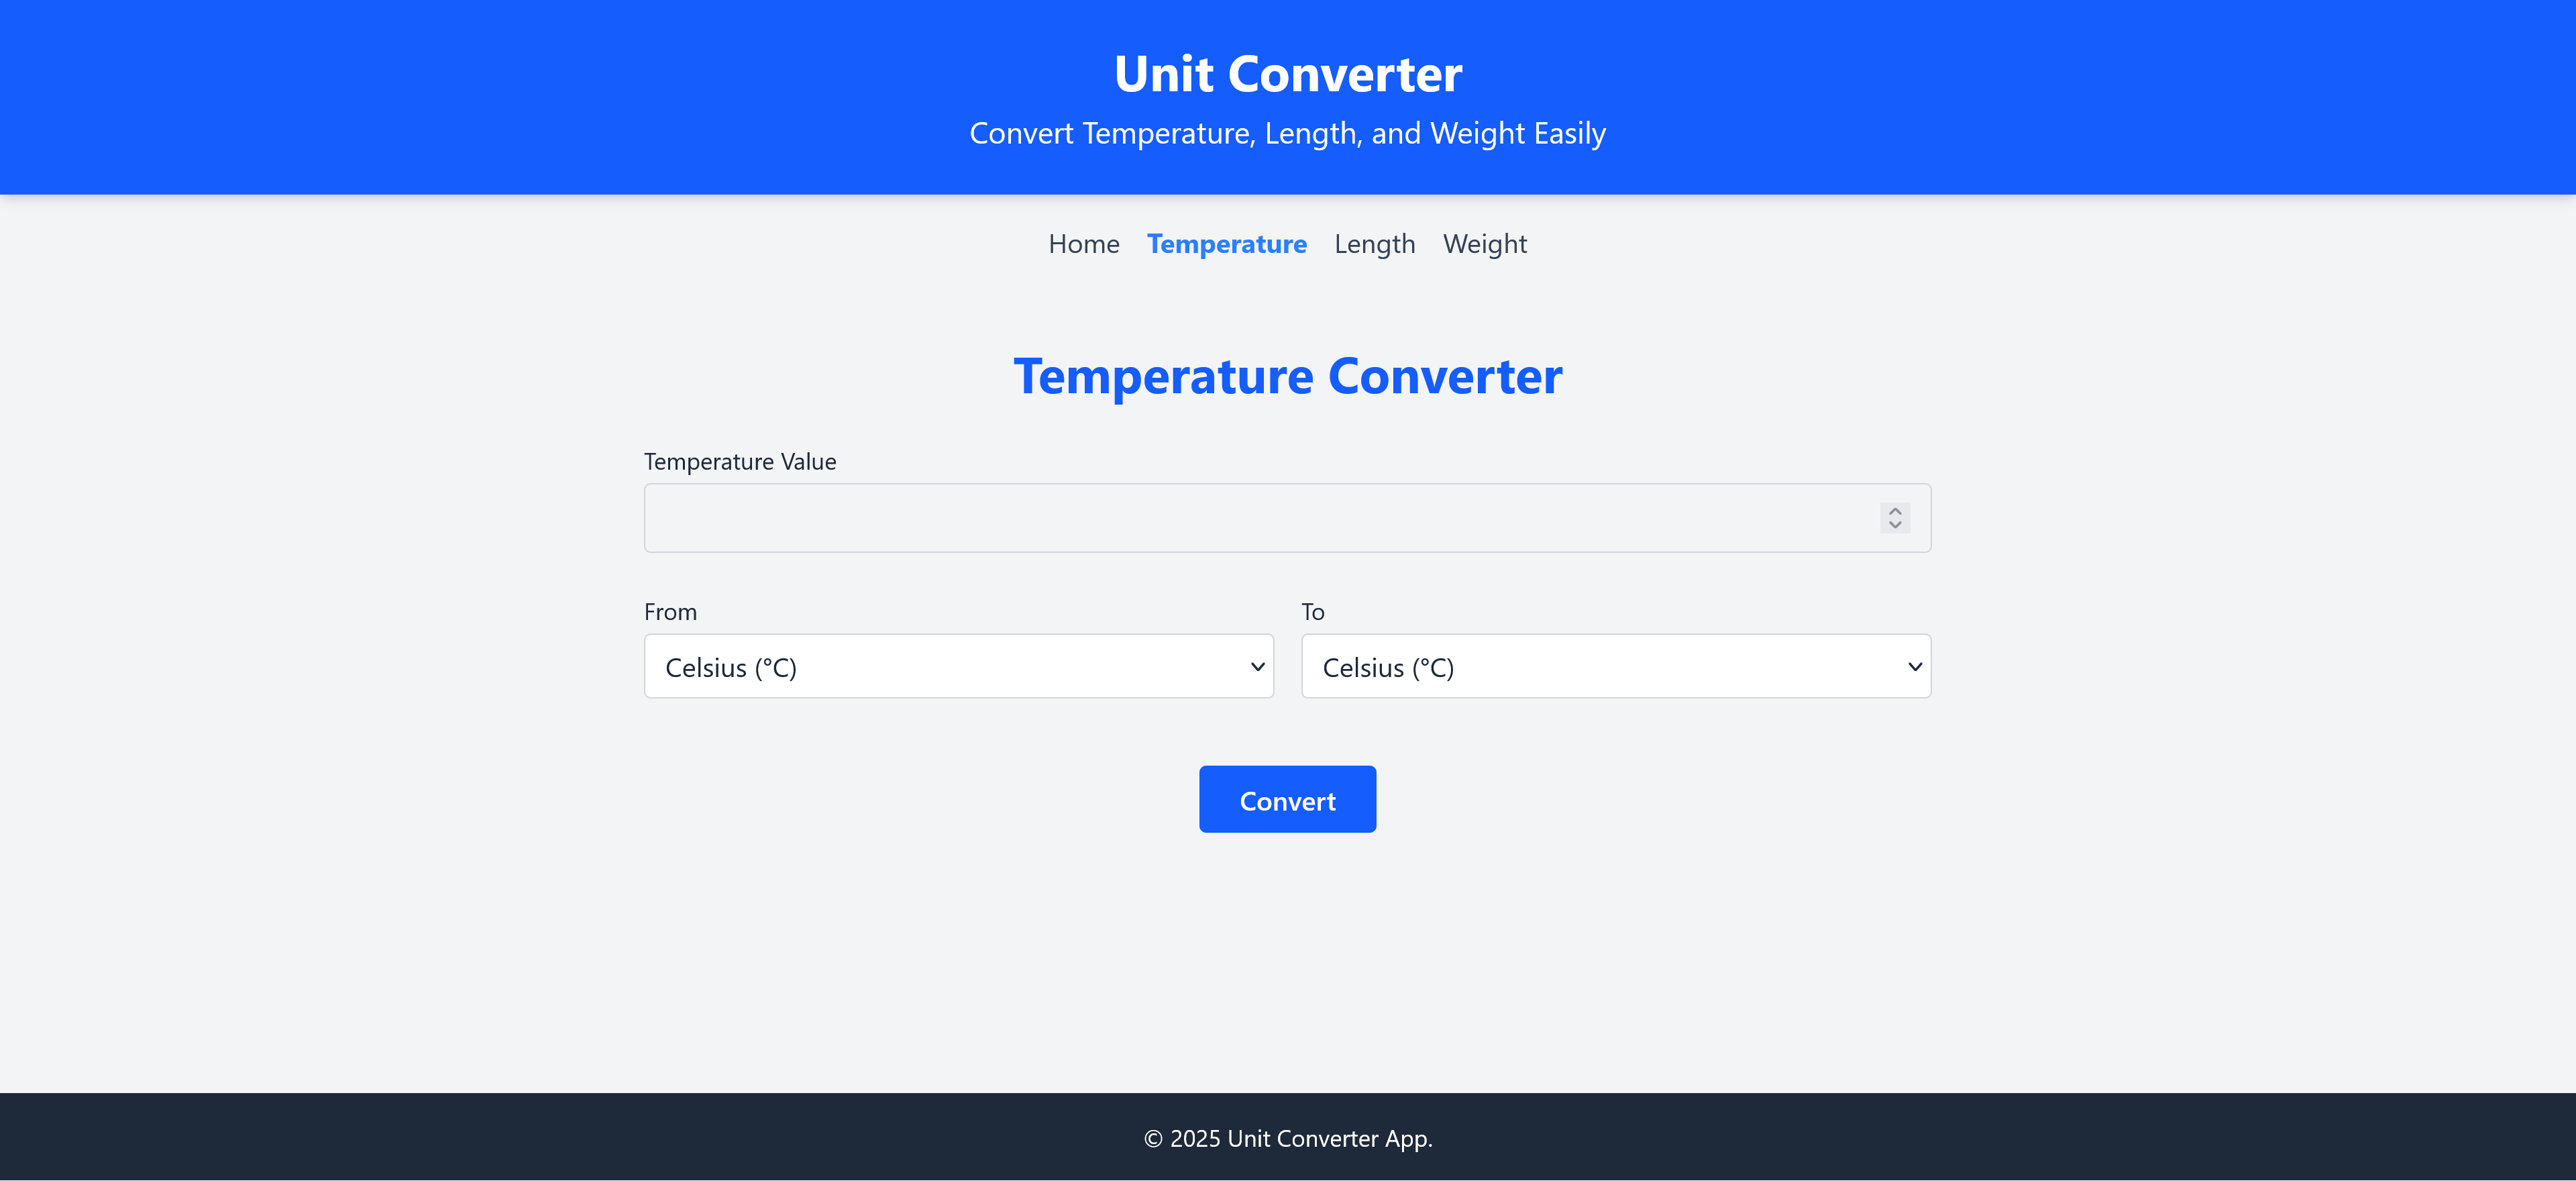 Unit Converter
Convert Temperature, Length, and Weight Easily
Home Temperature Length Weight
Temperature Converter
Temperature Value
From To
Celsius (°C) Celsius (°C)
Convert
© 2025 Unit Converter App.